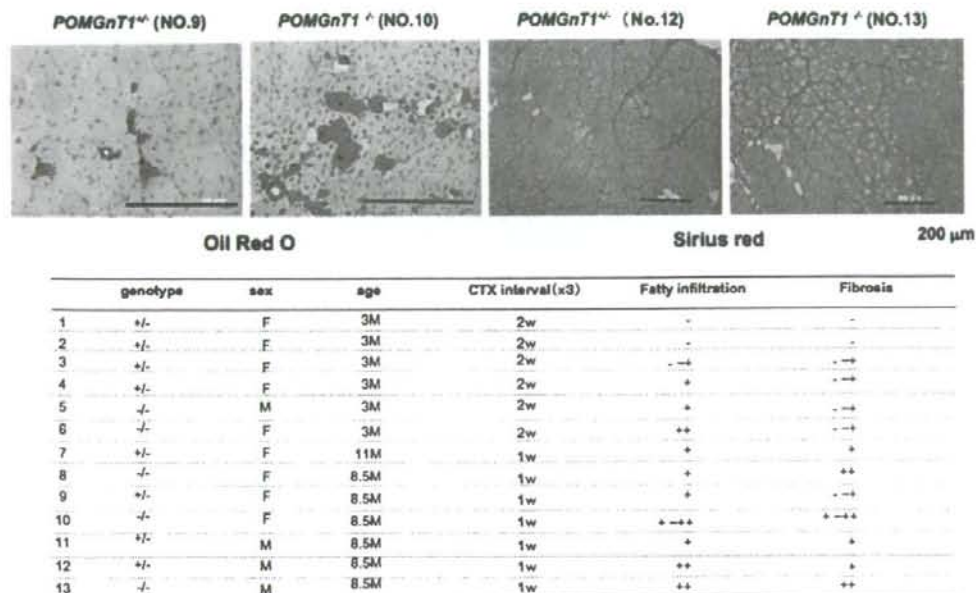 POMGnT1+/- (NO.9) POMGnT1 -/- (NO.10) POMGnT1+/- (No.12) POMGnT1 -/- (NO.13)
Oil Red O Sirius red 200 μm
genotype sex age CTX interval(x3) Fatty infiltration Fibrosis
1 +/- F 3M 2w - -
2 +/- F 3M 2w - -
3 +/- F 3M 2w - ~+ - ~+
4 +/- F 3M 2w + - ~+
5 -/- M 3M 2w + - ~+
6 -/- F 3M 2w ++ - ~+
7 +/- F 11M 1w + +
8 -/- F 8.5M 1w + ++
9 +/- F 8.5M 1w + - ~+
10 -/- F 8.5M 1w + ~++ + ~++
11 +/- M 8.5M 1w + +
12 +/- M 8.5M 1w ++ +
13 -/- M 8.5M 1w ++ ++